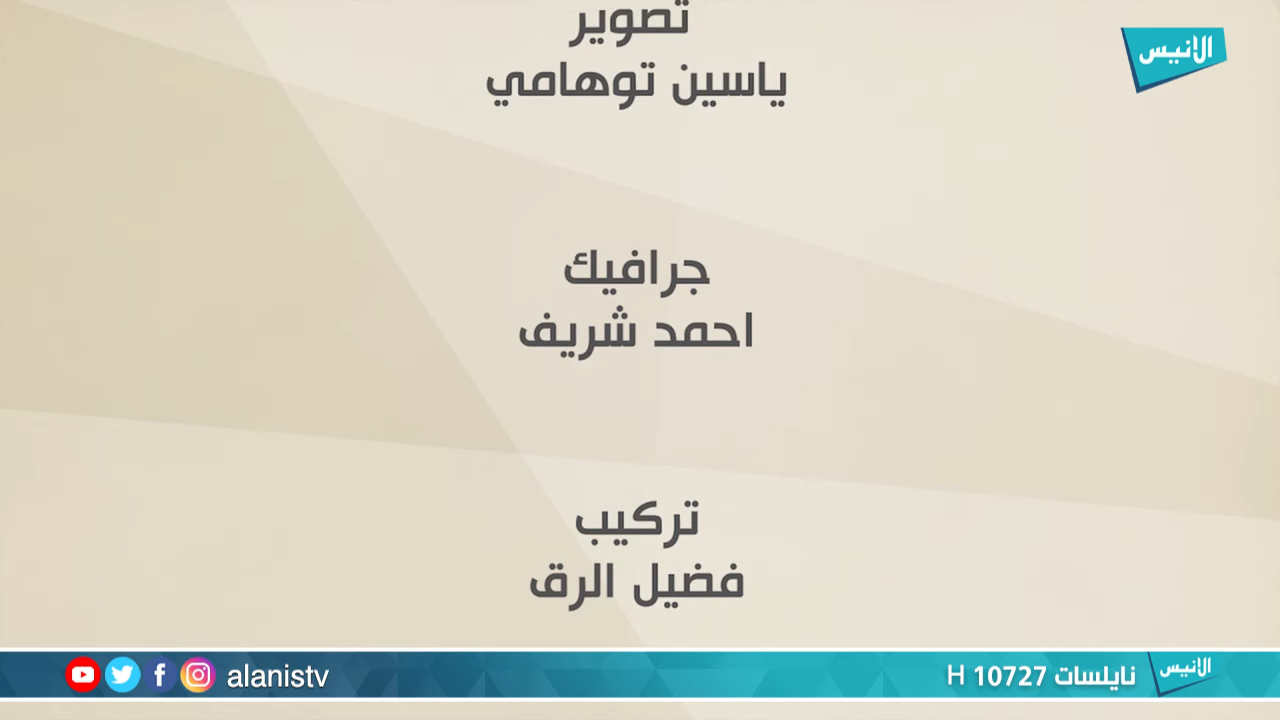 تصوير
الانيس
ياسين توهامي
جرافيك
احمد شريف
تركيب
فضيل الرق
alanistv
نايلسات 10727 H
الانيس